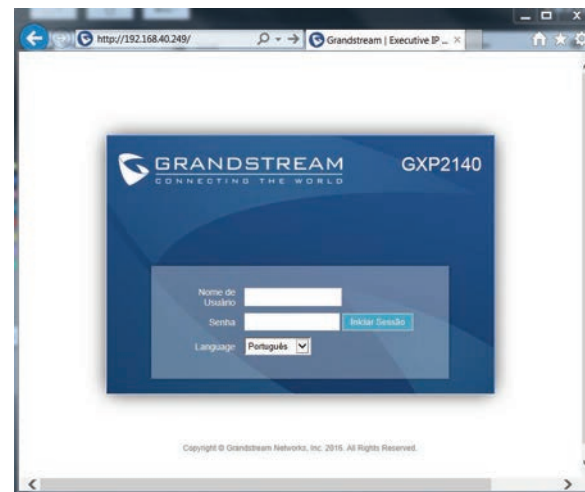 http://192.168.40.249/
Grandstream | Executive IP ...
GRANDSTREAM
CONNECTING THE WORLD
GXP2140
Nome de
Usuário
Senha
Iniciar Sessão
Language
Português
Copyright © Grandstream Networks, Inc. 2016. All Rights Reserved.